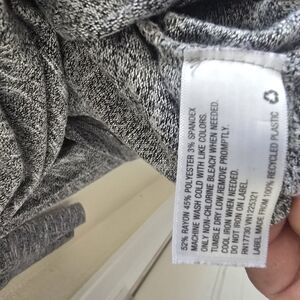 52% RAYON 45% POLYESTER 3% SPANDEX
MACHINE WASH COLD WITH LIKE COLORS.
ONLY NON-CHLORINE BLEACH WHEN NEEDED.
TUMBLE DRY LOW REMOVE PROMPTLY.
COOL IRON WHEN NEEDED.
DO NOT IRON ON LABEL.
RN17730 VN1225321
LABEL MADE FROM 100% RECYCLED PLASTIC